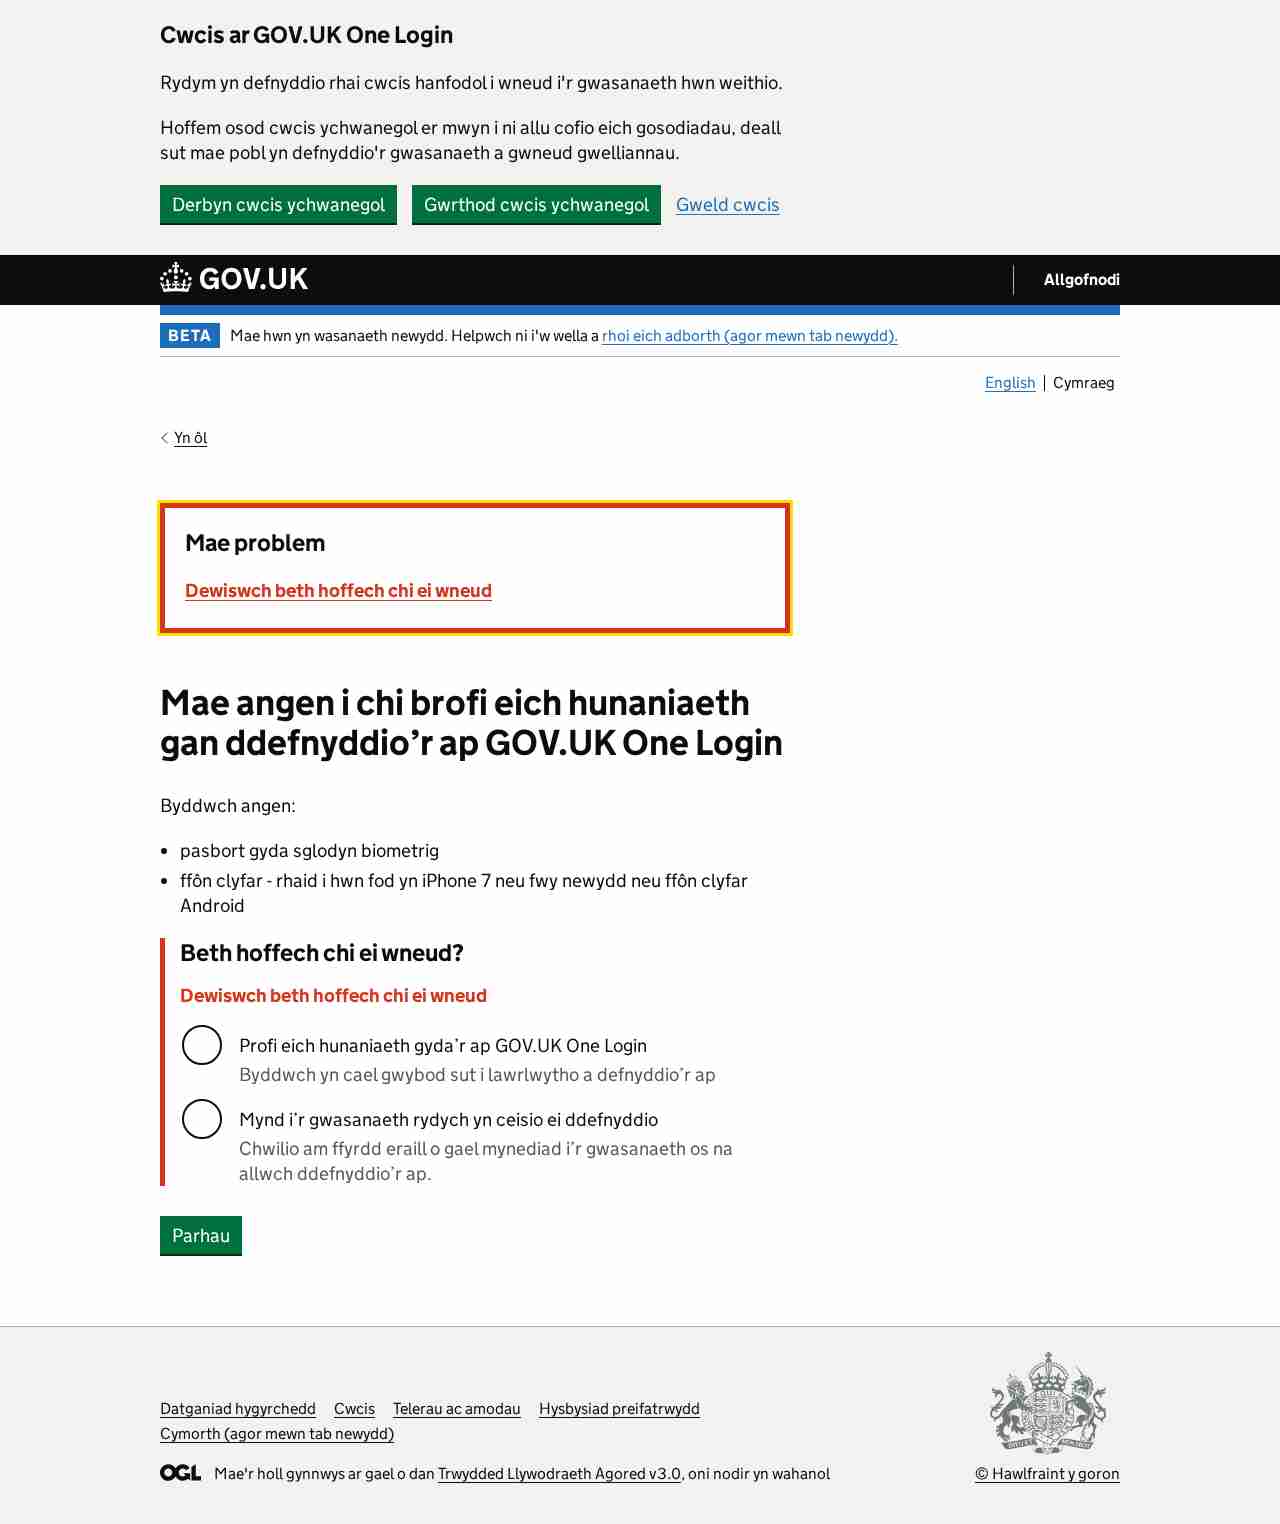 Cwcis ar GOV.UK One Login
Rydym yn defnyddio rhai cwcis hanfodol i wneud i'r gwasanaeth hwn weithio.
Hoffem osod cwcis ychwanegol er mwyn i ni allu cofio eich gosodiadau, deall
sut mae pobl yn defnyddio'r gwasanaeth a gwneud gwelliannau.
Derbyn cwcis ychwanegol Gwrthod cwcis ychwanegol Gweld cwcis
GOV.UK Allgofnodi
BETA Mae hwn yn wasanaeth newydd. Helpwch ni i'w wella a rhoi eich adborth (agor mewn tab newydd).
English Cymraeg
Yn ôl
Mae problem
Dewiswch beth hoffech chi ei wneud
Mae angen i chi brofi eich hunaniaeth
gan ddefnyddio’r ap GOV.UK One Login
Byddwch angen:
• pasbort gyda sglodyn biometrig
• ffôn clyfar - rhaid i hwn fod yn iPhone 7 neu fwy newydd neu ffôn clyfar
Android
Beth hoffech chi ei wneud?
Dewiswch beth hoffech chi ei wneud
Profi eich hunaniaeth gyda’r ap GOV.UK One Login
Byddwch yn cael gwybod sut i lawrlwytho a defnyddio’r ap
Mynd i’r gwasanaeth rydych yn ceisio ei ddefnyddio
Chwilio am ffyrdd eraill o gael mynediad i’r gwasanaeth os na
allwch ddefnyddio’r ap.
Parhau
Datganiad hygyrchedd Cwcis Telerau ac amodau Hysbysiad preifatrwydd
Cymorth (agor mewn tab newydd)
OGL Mae'r holl gynnwys ar gael o dan Trwydded Llywodraeth Agored v3.0, oni nodir yn wahanol
© Hawlfraint y goron